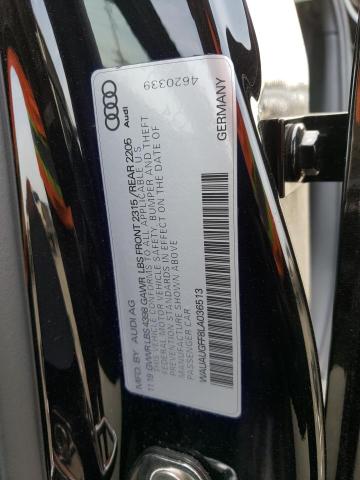 4620339
Audi
GERMANY
MFD. BY AUDI AG
11 19 GWVR LBS 4398 GAWR LBS FRONT 2315/REAR 2205
THIS VEHICLE CONFORMS TO ALL APPLICABLE U S
FEDERAL MOTOR VEHICLE SAFETY, BUMPER AND THEFT
PREVENTION STANDARDS IN EFFECT ON THE DATE OF
MANUFACTURE SHOWN ABOVE
PASSENGER CAR
WAUAUGFF8LA036513